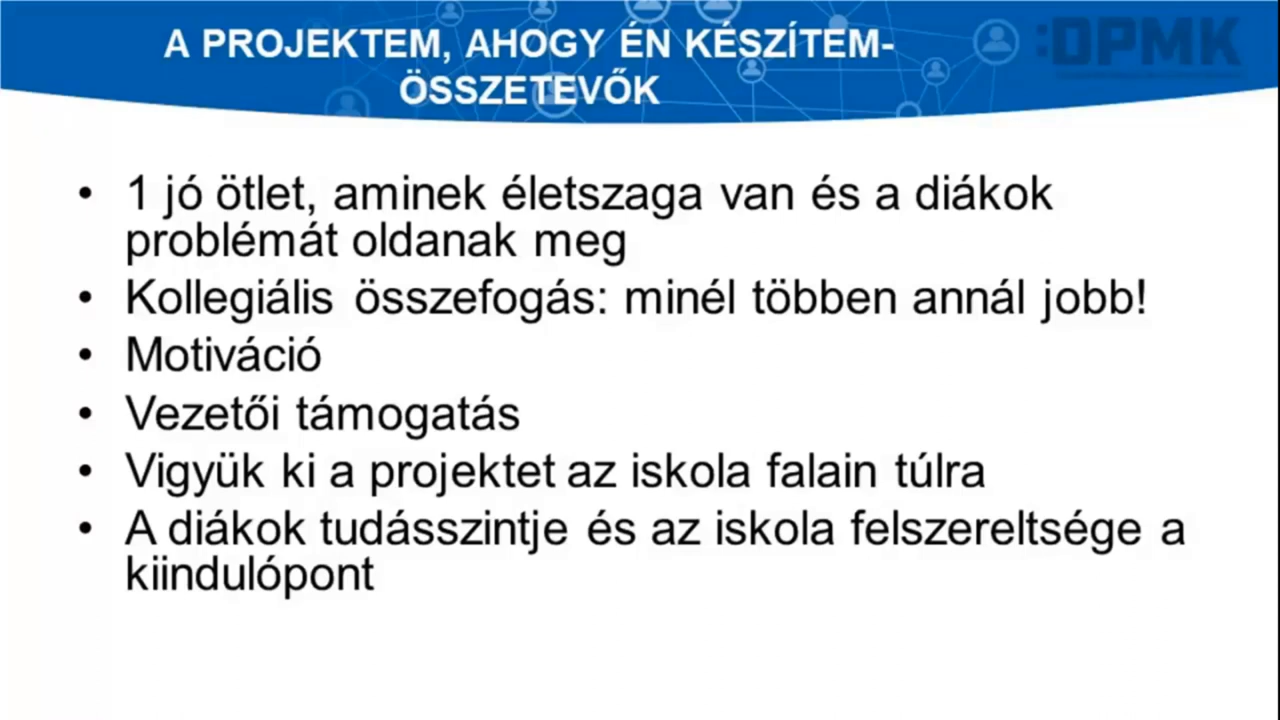 A PROJEKTEM, AHOGY ÉN KÉSZÍTEM-
ÖSSZETEVŐK
:DPMK
• 1 jó ötlet, aminek életszaga van és a diákok
problémát oldanak meg
• Kollegiális összefogás: minél többen annál jobb!
• Motiváció
• Vezetői támogatás
• Vigyük ki a projektet az iskola falain túlra
• A diákok tudásszintje és az iskola felszereltsége a
kiindulópont